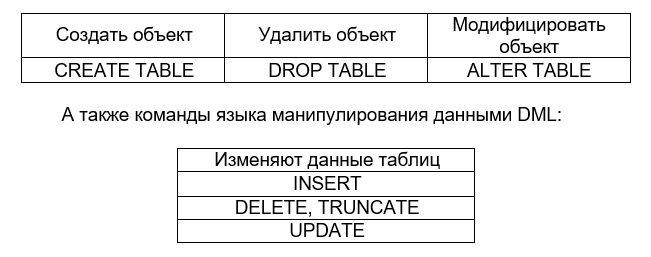 Создать объект Удалить объект Модифицировать объект
CREATE TABLE DROP TABLE ALTER TABLE
А также команды языка манипулирования данными DML:
Изменяют данные таблиц
INSERT
DELETE, TRUNCATE
UPDATE